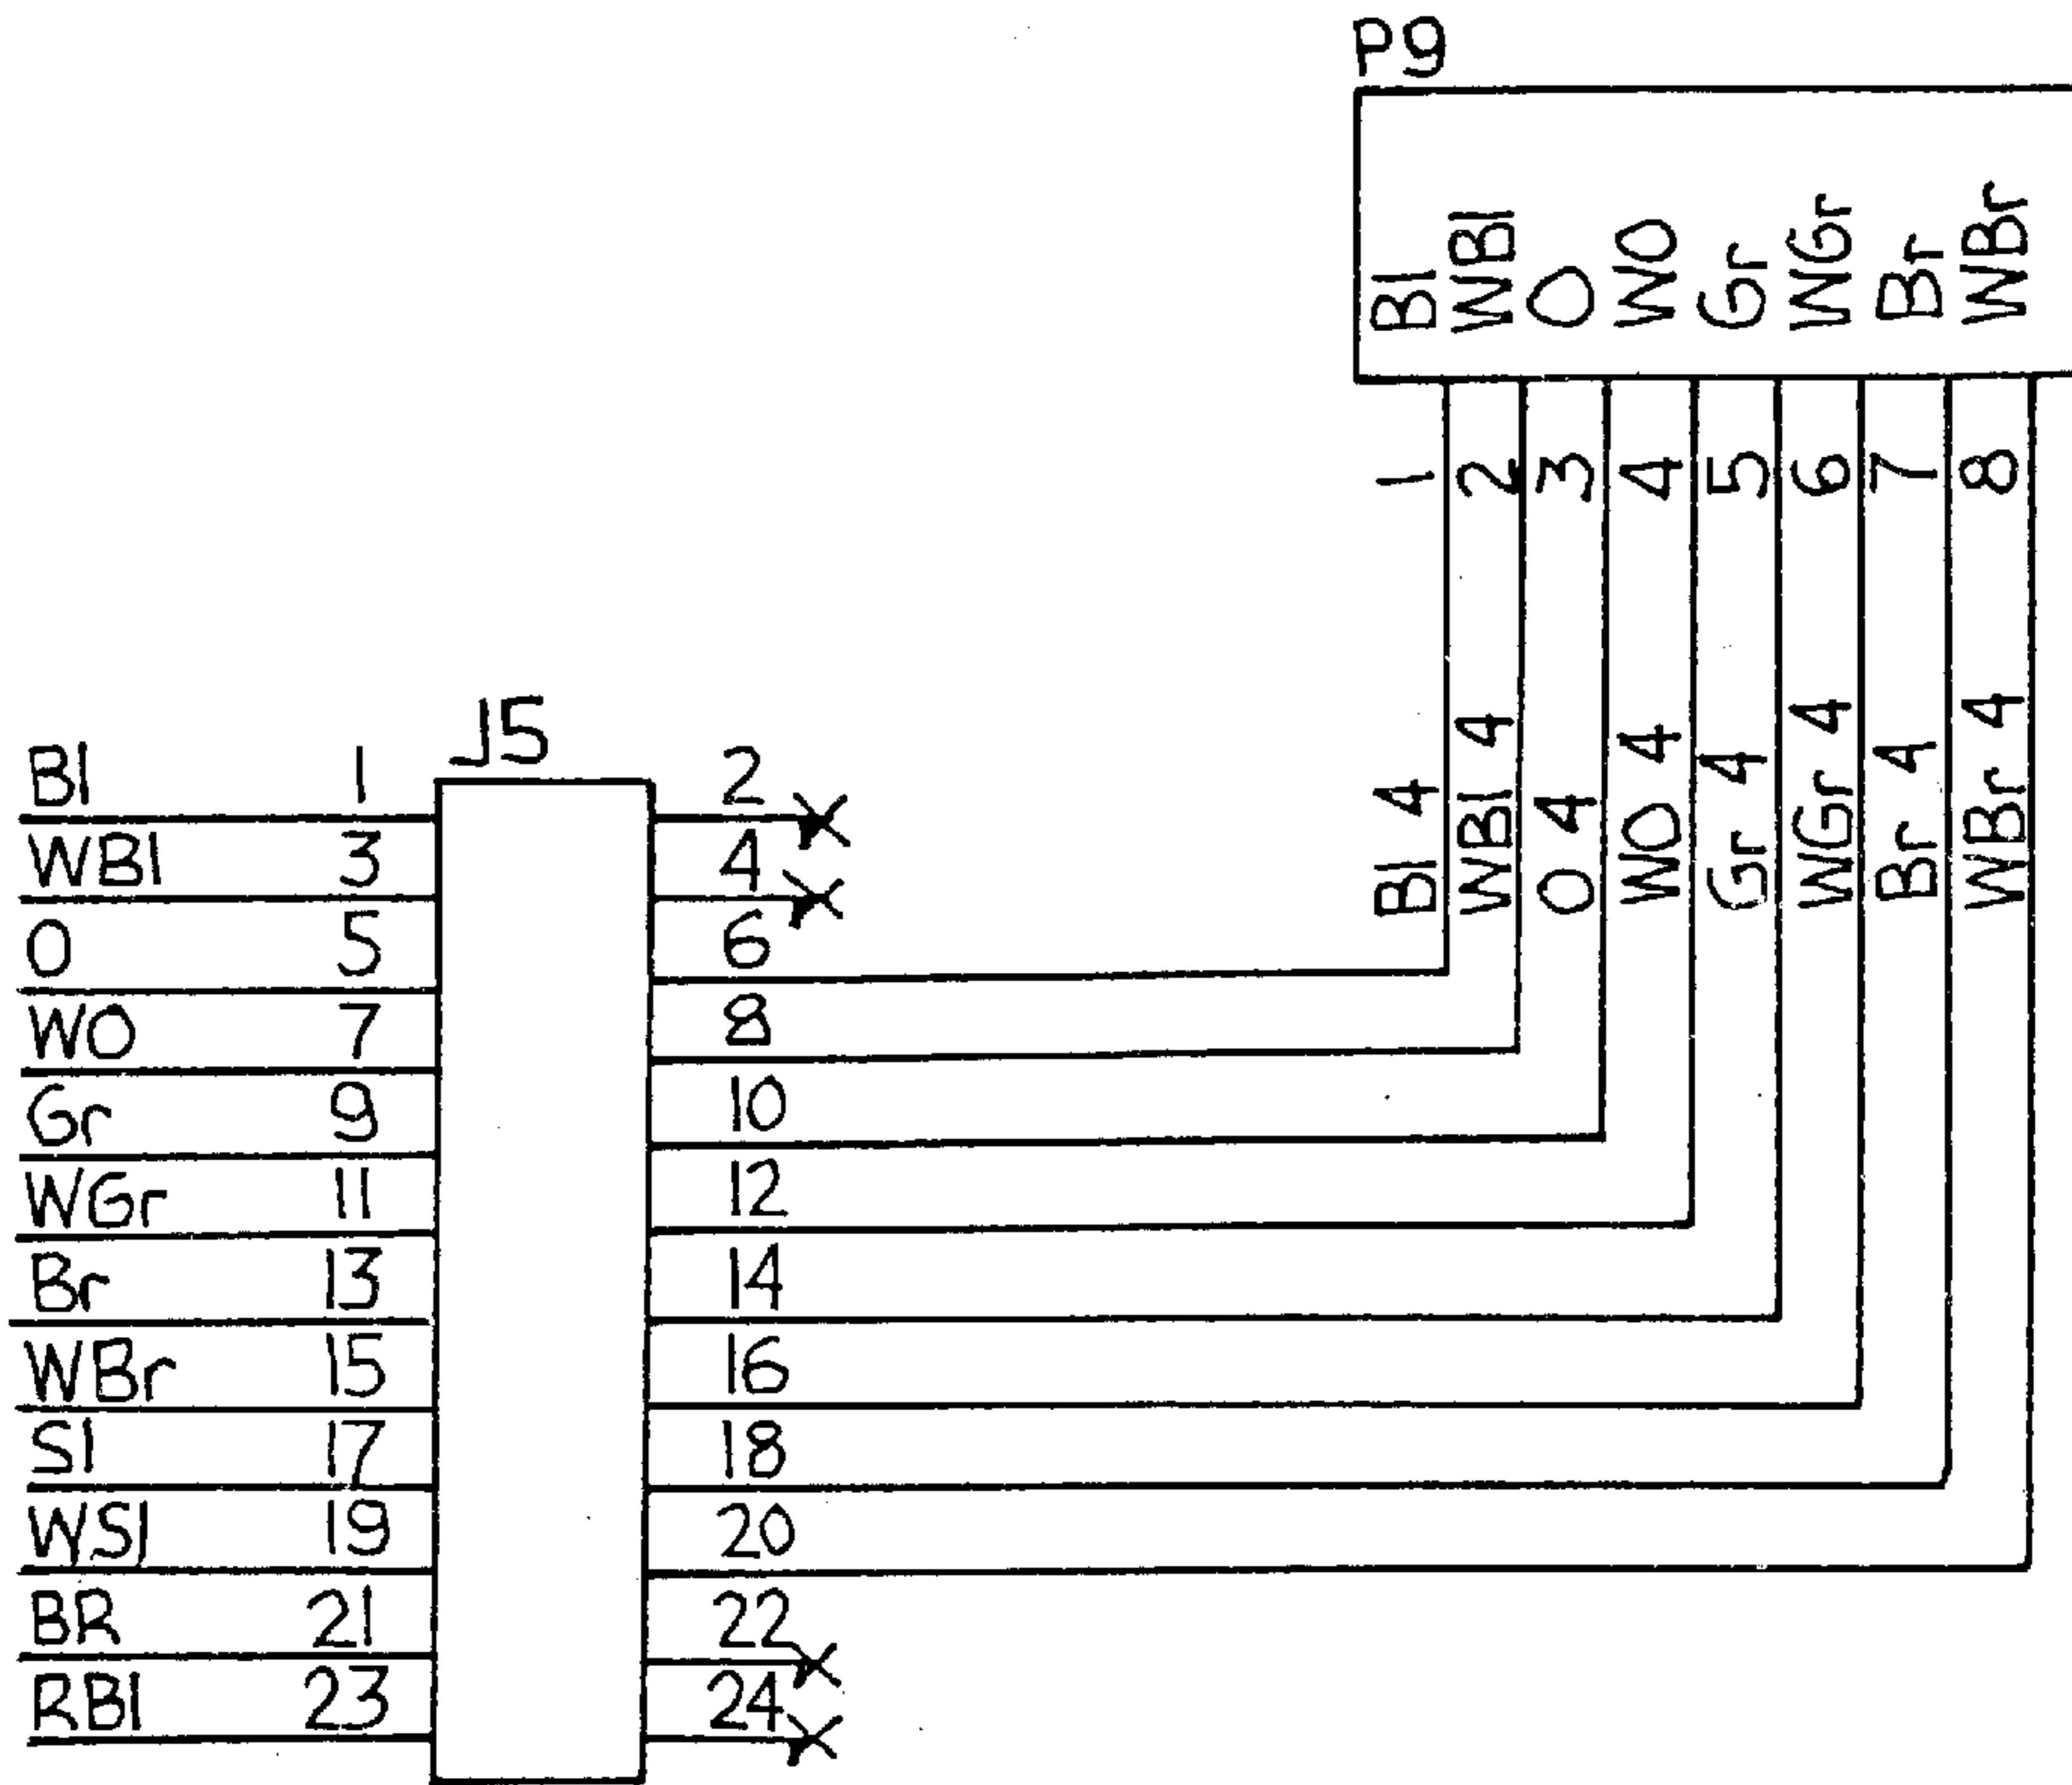 P9
Bl
WBl
O
WO
Gr
WGr
Br
WBr
1 2 3 4 5 6 7 8
Bl 4
WBl 4
O 4
WO 4
Gr 4
WGr 4
Br 4
WBr 4
J5
Bl 1 2
WBl 3 4
O 5 6
WO 7 8
Gr 9 10
WGr 11 12
Br 13 14
WBr 15 16
Sl 17 18
WSl 19 20
BR 21 22
RBl 23 24